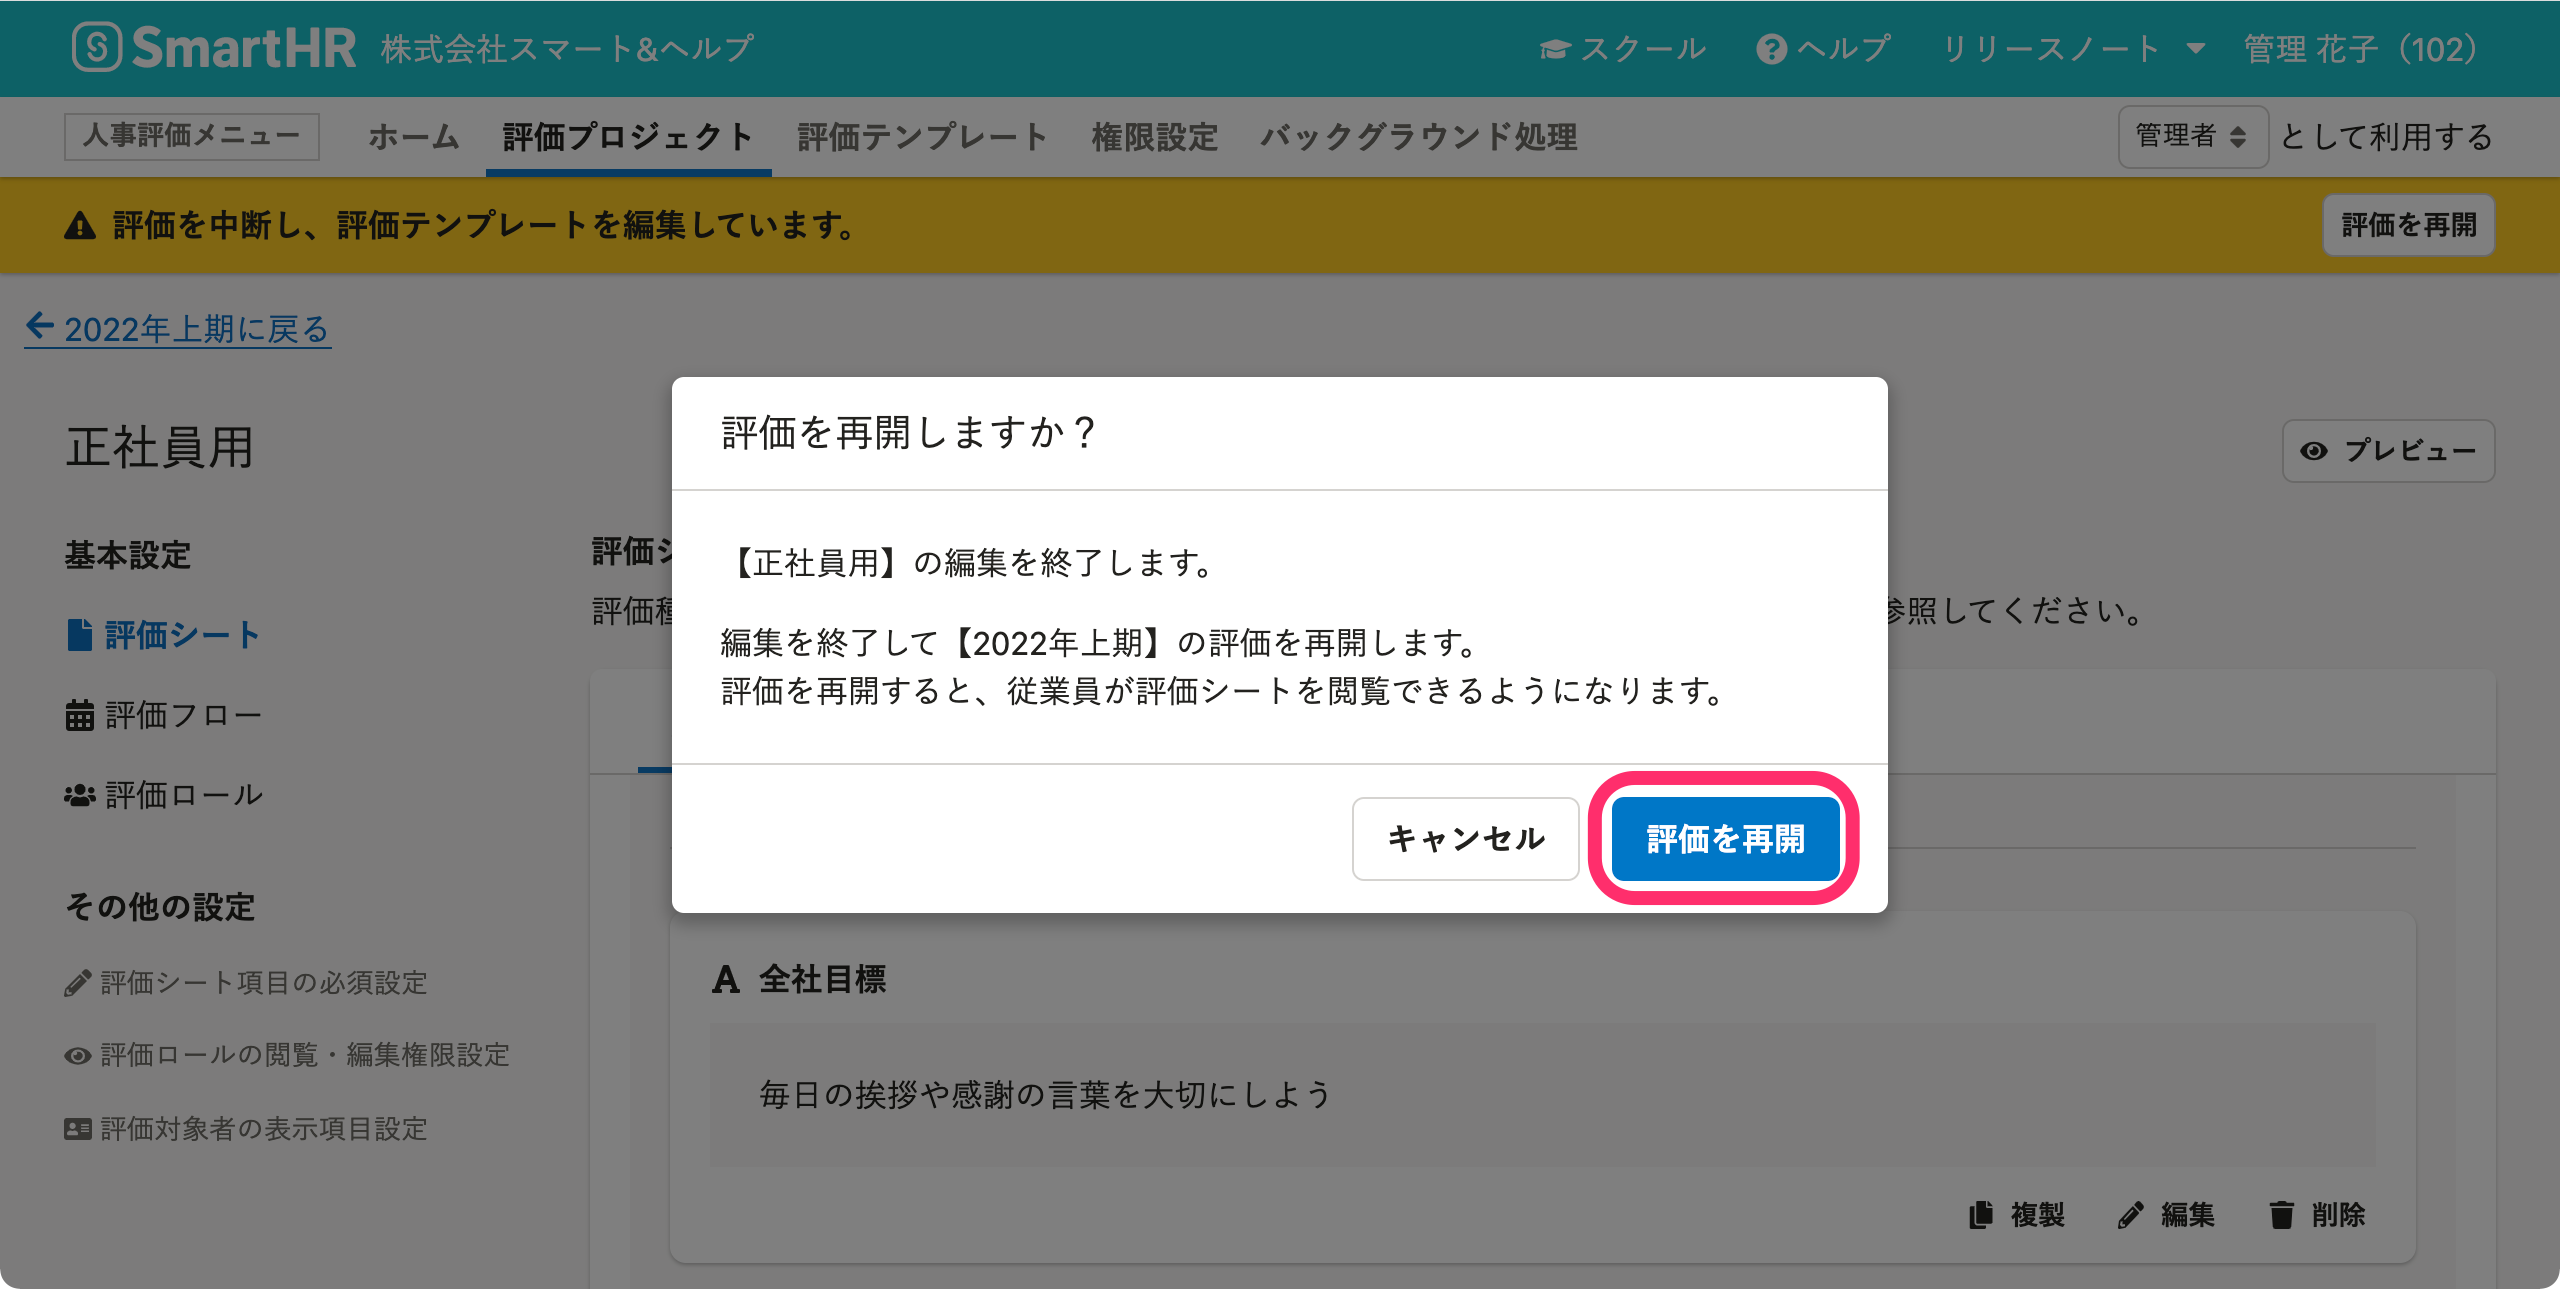 SmartHR 株式会社スマート&ヘルプ スクール ヘルプ リリースノート 管理 花子（102）
人事評価メニュー ホーム 評価プロジェクト 評価テンプレート 権限設定 バックグラウンド処理 管理者 として利用する
評価を中断し、評価テンプレートを編集しています。 評価を再開
2022年上期に戻る
正社員用
プレビュー
基本設定
評価シート
評価フロー
評価ロール
その他の設定
評価シート項目の必須設定
評価ロールの閲覧・編集権限設定
評価対象者の表示項目設定
評価を再開しますか？
【正社員用】の編集を終了します。
編集を終了して【2022年上期】の評価を再開します。
評価を再開すると、従業員が評価シートを閲覧できるようになります。
キャンセル 評価を再開
評価
評価 参照してください。
全社目標
毎日の挨拶や感謝の言葉を大切にしよう
複製 編集 削除